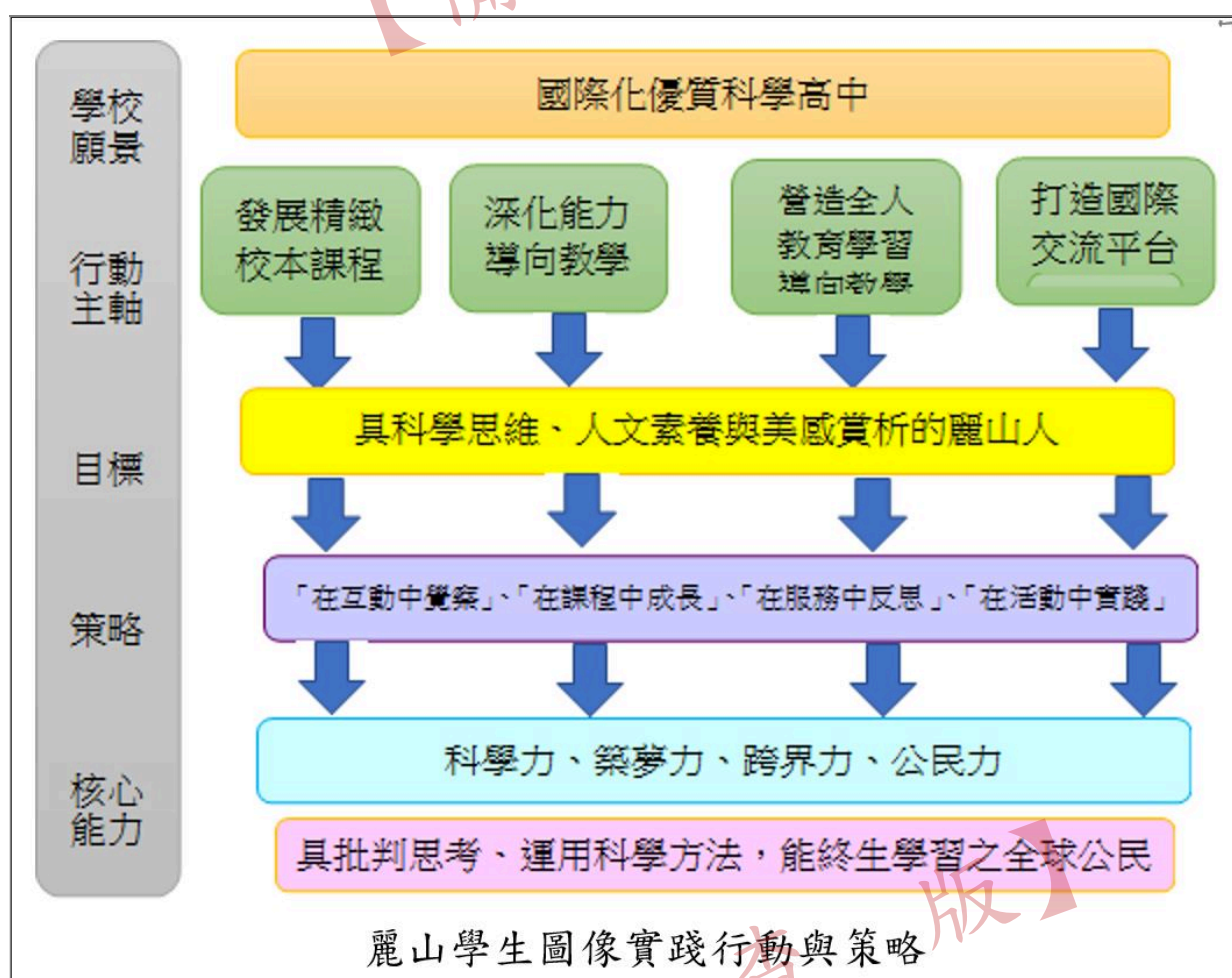 學校
願景
國際化優質科學高中
行動
主軸
發展精緻
校本課程
深化能力
導向教學
營造全人
教育學習
導向教學
打造國際
交流平台
目標
具科學思維、人文素養與美感賞析的麗山人
策略
「在互動中覺察」、「在課程中成長」、「在服務中反思」、「在活動中實踐」
核心
能力
科學力、築夢力、跨界力、公民力
具批判思考、運用科學方法，能終生學習之全球公民
麗山學生圖像實踐行動與策略
版】